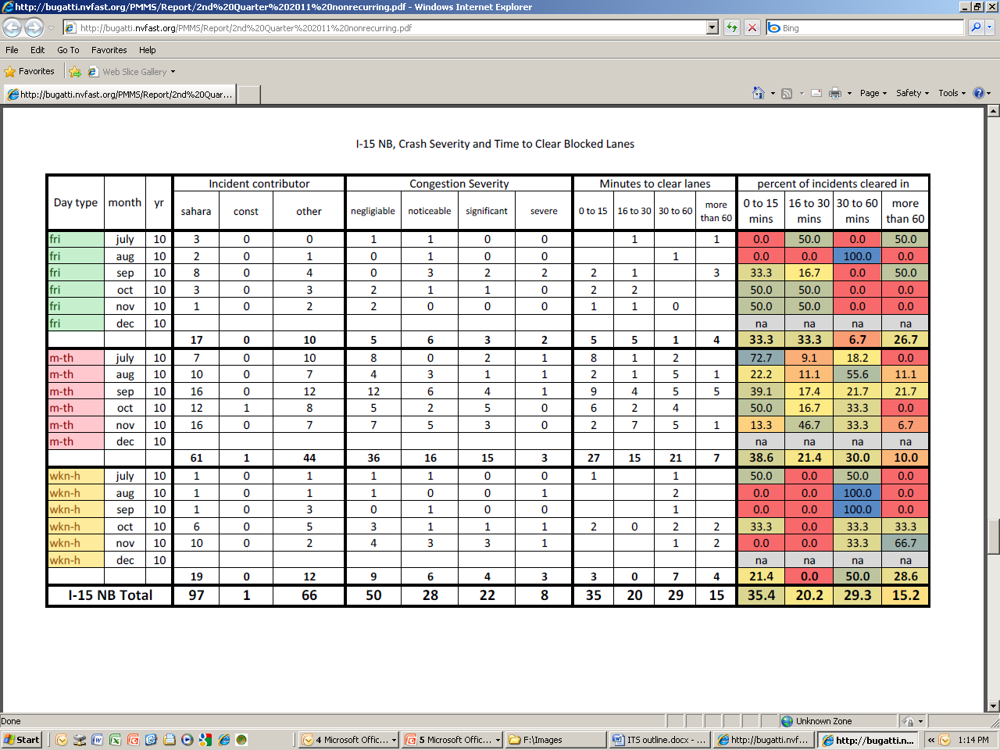 http://bugatti.nvfast.org/PMMS/Report/2nd%20Quarter%202011%20nonrecurring.pdf - Windows Internet Explorer
http://bugatti.nvfast.org/PMMS/Report/2nd%20Quarter%202011%20nonrecurring.pdf Bing
File Edit Go To Favorites Help
Favorites Web Slice Gallery
http://bugatti.nvfast.org/PMMS/Report/2nd%20Quar... Page Safety Tools
I-15 NB, Crash Severity and Time to Clear Blocked Lanes
Day type month yr Incident contributor Congestion Severity Minutes to clear lanes percent of incidents cleared in
sahara const other negligiable noticeable significant severe 0 to 15 16 to 30 30 to 60 more than 60 0 to 15 mins 16 to 30 mins 30 to 60 mins more than 60
fri july 10 3 0 0 1 1 0 0 1 1 0.0 50.0 0.0 50.0
fri aug 10 2 0 1 0 1 0 0 1 0.0 0.0 100.0 0.0
fri sep 10 8 0 4 0 3 2 2 2 1 3 33.3 16.7 0.0 50.0
fri oct 10 3 0 3 2 1 1 0 2 2 50.0 50.0 0.0 0.0
fri nov 10 1 0 2 2 0 0 0 1 1 0 50.0 50.0 0.0 0.0
fri dec 10 na na na na
17 0 10 5 6 3 2 5 5 1 4 33.3 33.3 6.7 26.7
m-th july 10 7 0 10 8 0 2 1 8 1 2 72.7 9.1 18.2 0.0
m-th aug 10 10 0 7 4 3 1 1 2 1 5 1 22.2 11.1 55.6 11.1
m-th sep 10 16 0 12 12 6 4 1 9 4 5 5 39.1 17.4 21.7 21.7
m-th oct 10 12 1 8 5 2 5 0 6 2 4 50.0 16.7 33.3 0.0
m-th nov 10 16 0 7 7 5 3 0 2 7 5 1 13.3 46.7 33.3 6.7
m-th dec 10 na na na na
61 1 44 36 16 15 3 27 15 21 7 38.6 21.4 30.0 10.0
wkn-h july 10 1 0 1 1 1 0 0 1 1 50.0 0.0 50.0 0.0
wkn-h aug 10 1 0 1 1 0 0 1 2 0.0 0.0 100.0 0.0
wkn-h sep 10 1 0 3 0 1 0 0 1 0.0 0.0 100.0 0.0
wkn-h oct 10 6 0 5 3 1 1 1 2 0 2 2 33.3 0.0 33.3 33.3
wkn-h nov 10 10 0 2 4 3 3 1 1 2 0.0 0.0 33.3 66.7
wkn-h dec 10 na na na na
19 0 12 9 6 4 3 3 0 7 4 21.4 0.0 50.0 28.6
I-15 NB Total 97 1 66 50 28 22 8 35 20 29 15 35.4 20.2 29.3 15.2
Done Unknown Zone
Start 4 Microsoft Offic... 5 Microsoft Offic... F:\Images ITS outline.docx - ... http://bugatti.nvf... http://bugatti.n... 1:14 PM